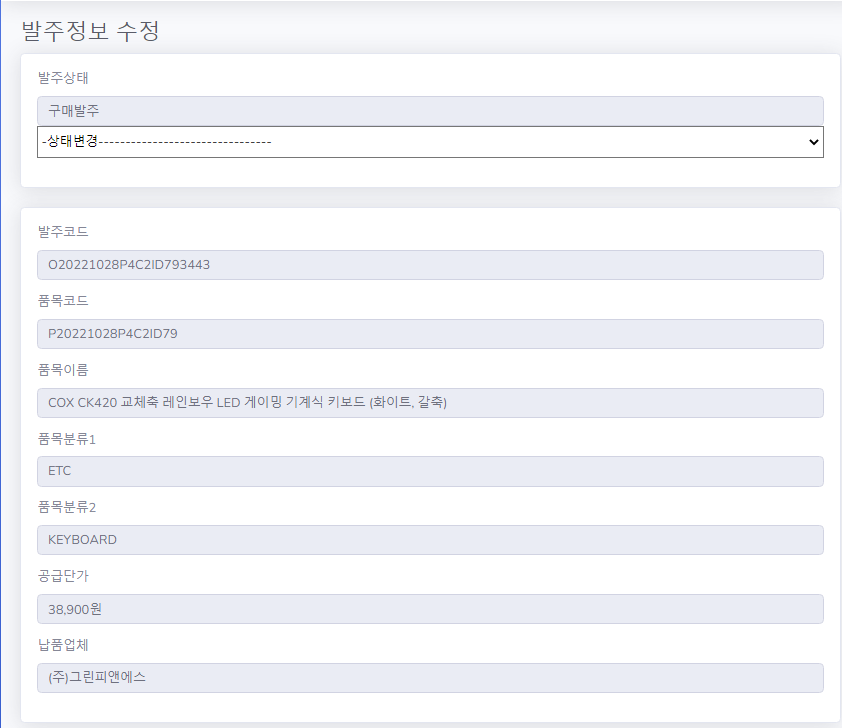 발주정보 수정
발주상태
구매발주
-상태변경--------------------------------
발주코드
O20221028P4C2ID793443
품목코드
P20221028P4C2ID79
품목이름
COX CK420 교체축 레인보우 LED 게이밍 기계식 키보드 (화이트, 갈축)
품목분류1
ETC
품목분류2
KEYBOARD
공급단가
38,900원
납품업체
(주)그린피앤에스